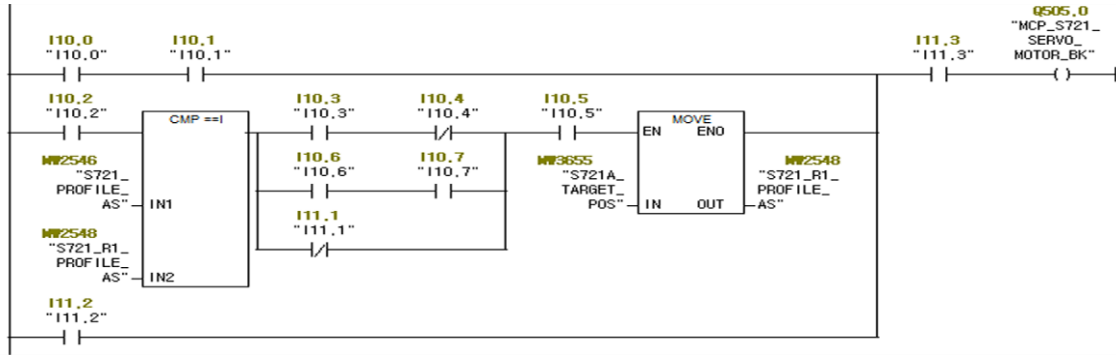 Q505.0
"MCP_S721_
SERVO_
MOTOR_BK"
I10.0
"I10.0"
I10.1
"I10.1"
I11.3
"I11.3"
I10.2
"I10.2"
CMP ==I
I10.3
"I10.3"
I10.4
"I10.4"
I10.5
"I10.5"
MOVE
EN ENO
MW2546
"S721_
PROFILE_
AS"
IN1
I10.6
"I10.6"
I10.7
"I10.7"
MW3655
"S721A_
TARGET_
POS"
IN OUT
MW2548
"S721_R1_
PROFILE_
AS"
I11.1
"I11.1"
MW2548
"S721_R1_
PROFILE_
AS"
IN2
I11.2
"I11.2"